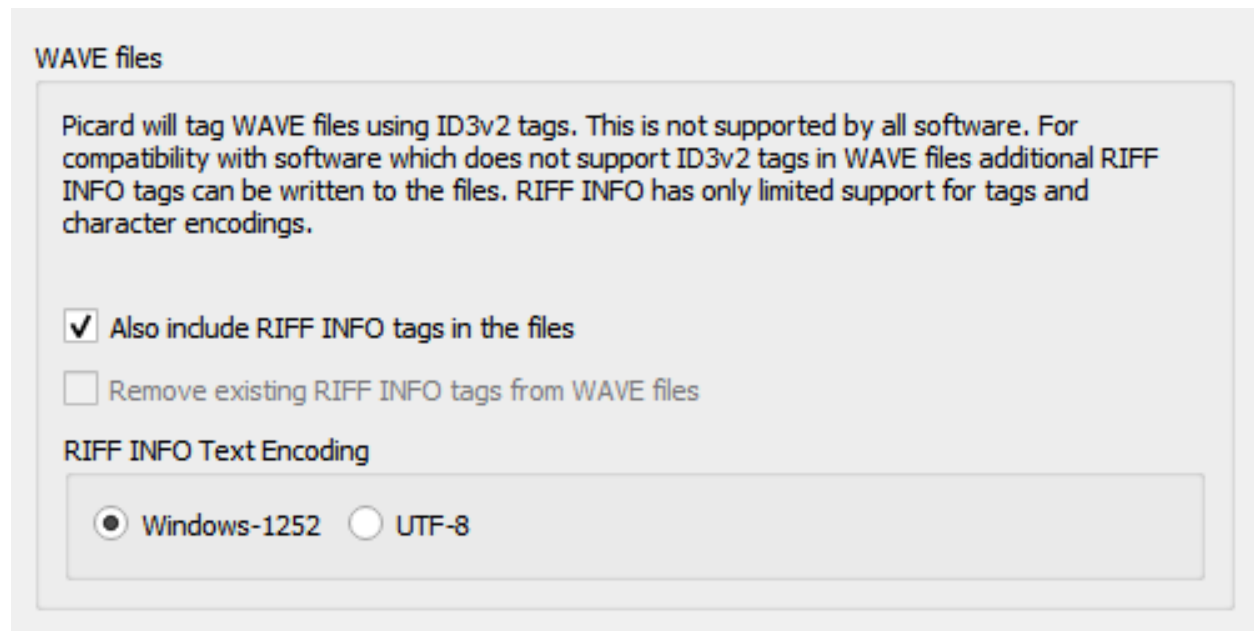 WAVE files
Picard will tag WAVE files using ID3v2 tags. This is not supported by all software. For
compatibility with software which does not support ID3v2 tags in WAVE files additional RIFF
INFO tags can be written to the files. RIFF INFO has only limited support for tags and
character encodings.
Also include RIFF INFO tags in the files
Remove existing RIFF INFO tags from WAVE files
RIFF INFO Text Encoding
Windows-1252 UTF-8